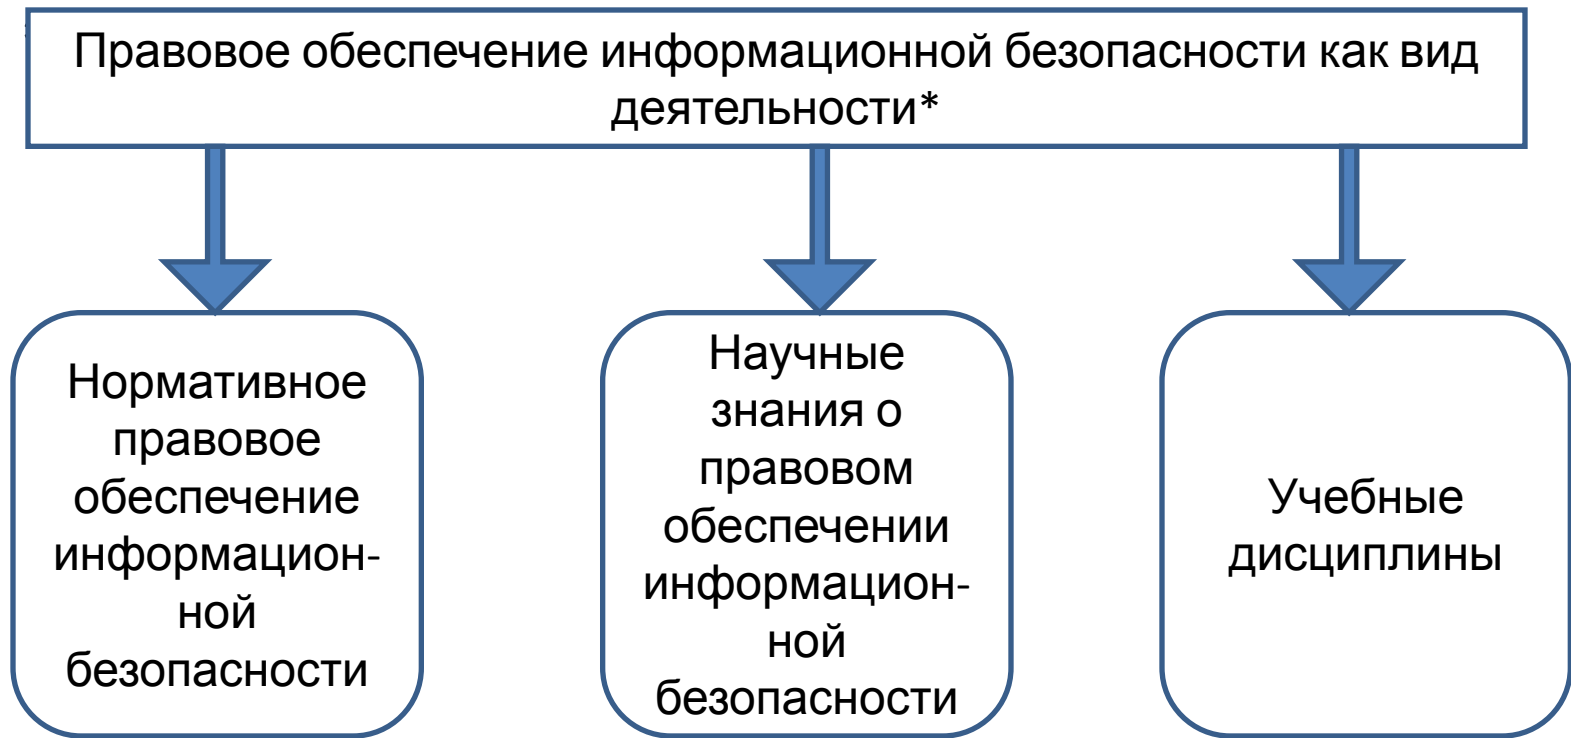 Правовое обеспечение информационной безопасности как вид
деятельности*
Нормативное
правовое
обеспечение
информацион-
ной
безопасности
Научные
знания о
правовом
обеспечении
информацион-
ной
безопасности
Учебные
дисциплины